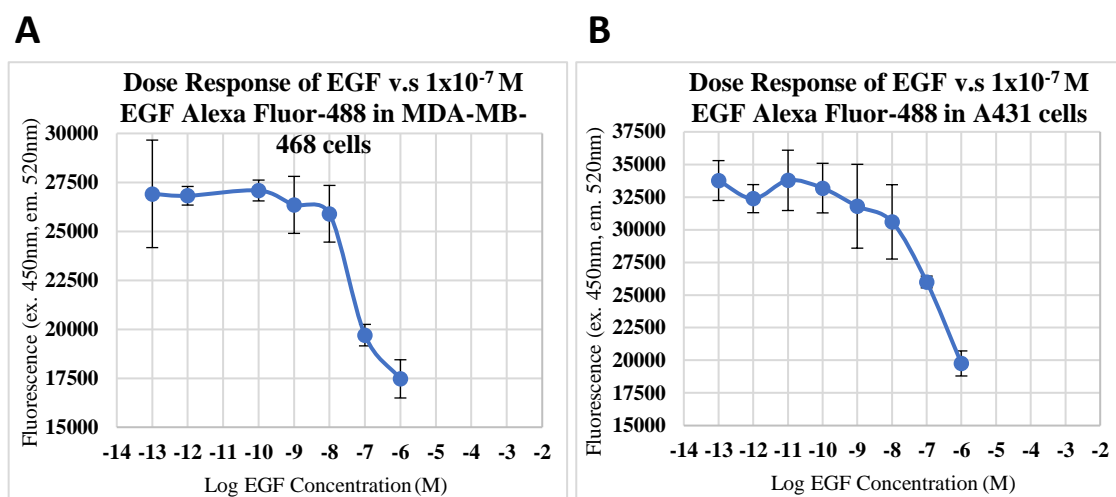 A
B
Dose Response of EGF v.s 1x10⁻⁷ M
EGF Alexa Fluor-488 in MDA-MB-
468 cells
30000
27500
25000
22500
20000
17500
15000
Fluorescence (ex. 450nm, em. 520nm)
-14 -13 -12 -11 -10 -9 -8 -7 -6 -5 -4 -3 -2
Log EGF Concentration (M)
Dose Response of EGF v.s 1x10⁻⁷ M
EGF Alexa Fluor-488 in A431 cells
37500
35000
32500
30000
27500
25000
22500
20000
17500
15000
Fluorescence (ex. 450nm, em. 520nm)
-14 -13 -12 -11 -10 -9 -8 -7 -6 -5 -4 -3 -2
Log EGF Concentration (M)